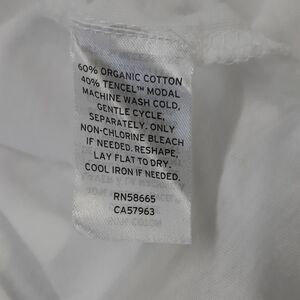 60% ORGANIC COTTON
40% TENCEL™ MODAL
MACHINE WASH COLD,
GENTLE CYCLE,
SEPARATELY. ONLY
NON-CHLORINE BLEACH
IF NEEDED. RESHAPE,
LAY FLAT TO DRY.
COOL IRON IF NEEDED.
RN58665
CA57963